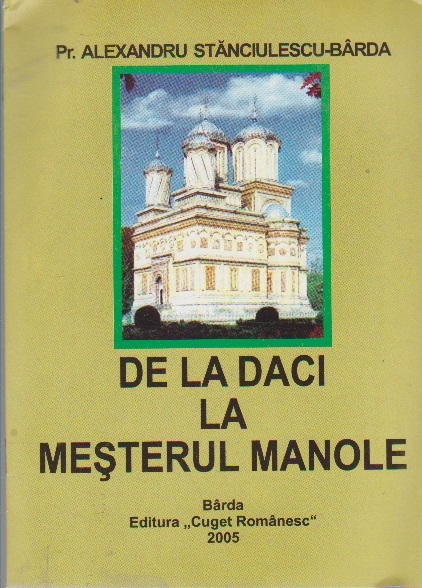 Pr. ALEXANDRU STĂNCIULESCU-BÂRDA
DE LA DACI
LA
MEŞTERUL MANOLE
Bârda
Editura „Cuget Românesc“
2005